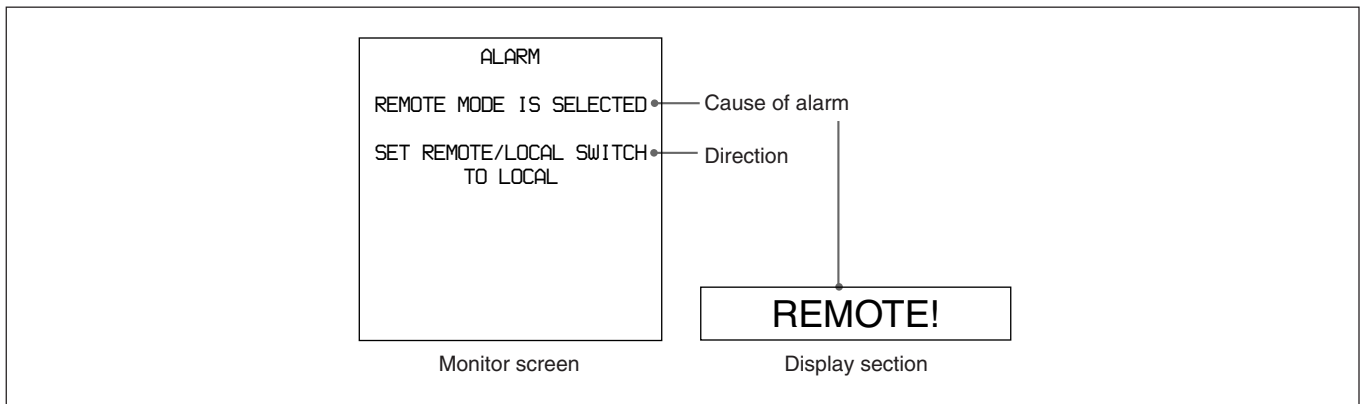 ALARM
REMOTE MODE IS SELECTED
Cause of alarm
SET REMOTE/LOCAL SWITCH
TO LOCAL
Direction
REMOTE!
Monitor screen
Display section